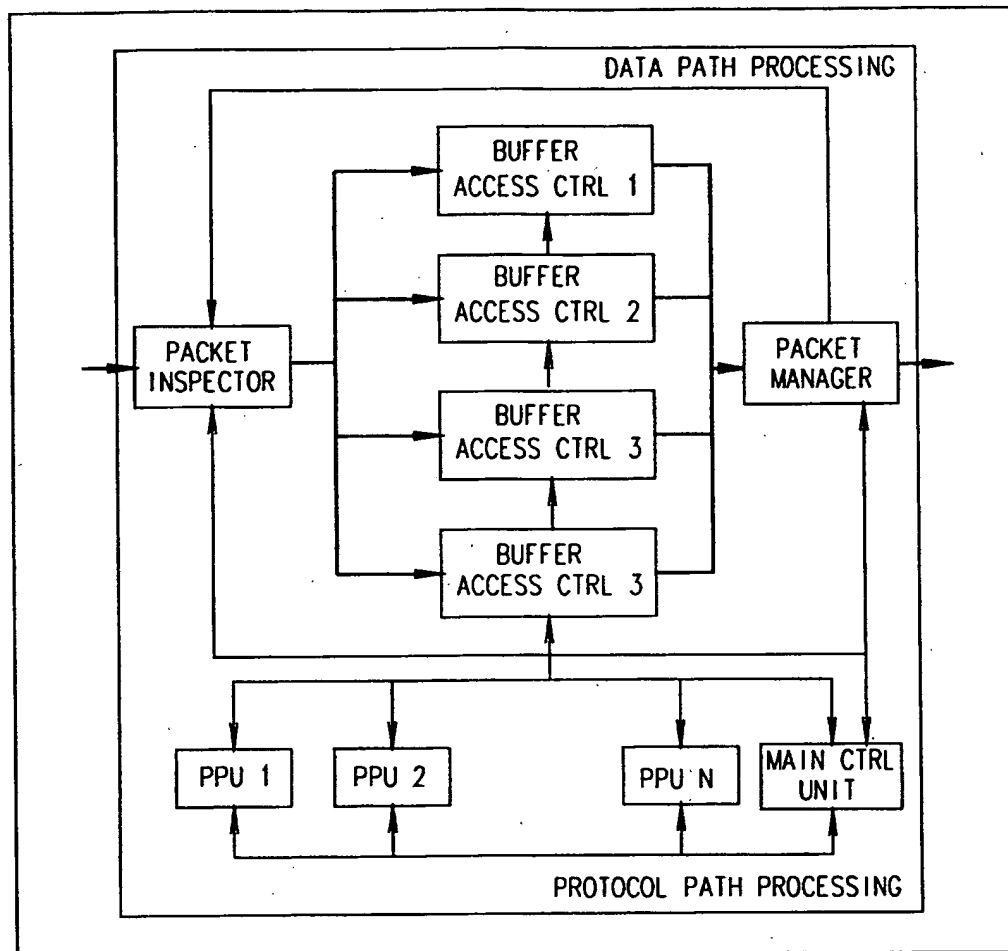 DATA PATH PROCESSING
BUFFER
ACCESS CTRL 1
BUFFER
ACCESS CTRL 2
PACKET
INSPECTOR
PACKET
MANAGER
BUFFER
ACCESS CTRL 3
BUFFER
ACCESS CTRL 3
PPU 1
PPU 2
PPU N
MAIN CTRL
UNIT
PROTOCOL PATH PROCESSING